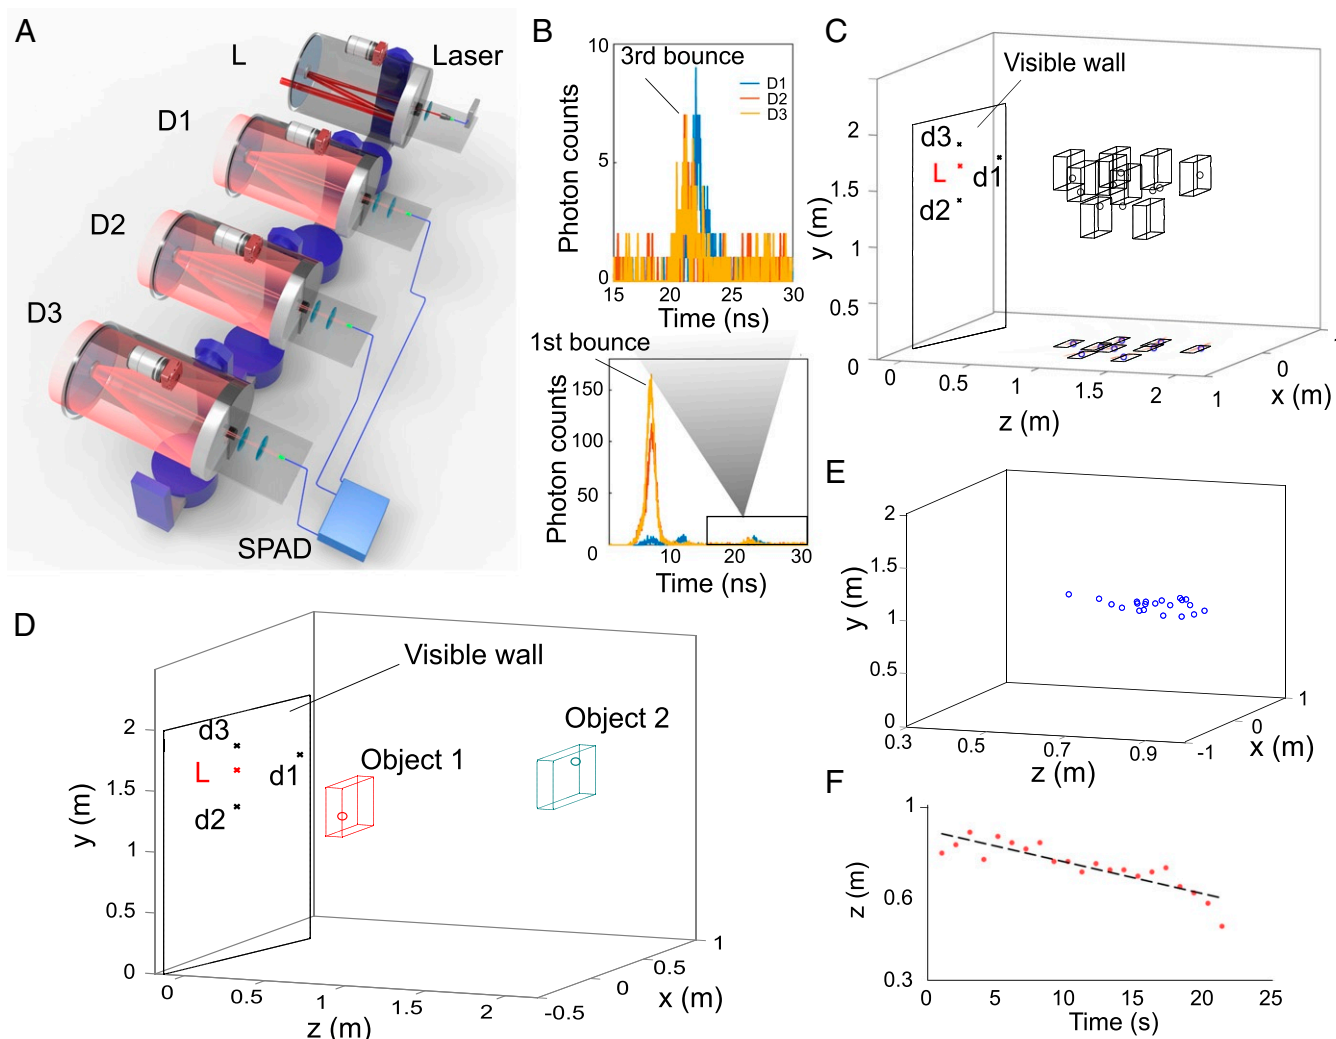 A
L
Laser
D1
D2
D3
SPAD
B
10
5
0
Photon counts
3rd bounce
D1
D2
D3
15
20
25
30
Time (ns)
1st bounce
150
100
50
0
Photon counts
10
20
30
Time (ns)
C
Visible wall
d3
L
d1
d2
2
1.5
1
0.5
0
y (m)
0
0.5
1
1.5
2
z (m)
1
0
1
x (m)
D
Visible wall
d3
L
d1
d2
Object 1
Object 2
2
1.5
1
0.5
0
y (m)
0
0.5
1
1.5
2
z (m)
-0.5
0
0.5
1
x (m)
E
2
1.5
1
0.5
0
y (m)
0.3
0.5
0.7
0.9
z (m)
-1
0
1
x (m)
F
1
0.6
0.3
z (m)
0
5
10
15
20
25
Time (s)